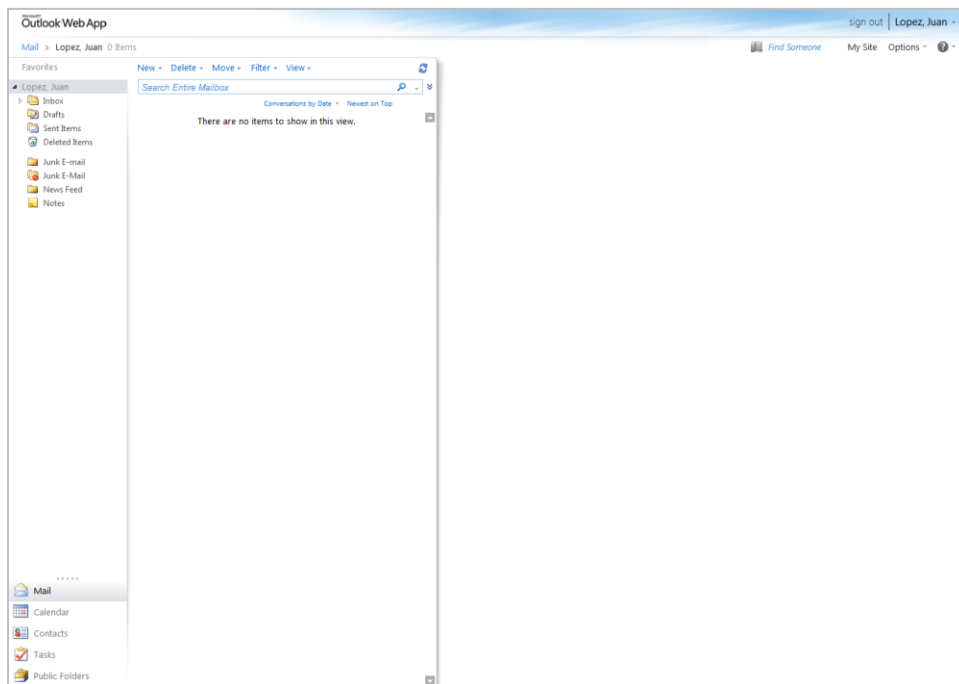 Microsoft
Outlook Web App
sign out | Lopez, Juan
Mail > Lopez, Juan 0 Items
Find Someone My Site Options
Favorites
New Delete Move Filter View
Lopez, Juan
Search Entire Mailbox
Conversations by Date Newest on Top
Inbox
There are no items to show in this view.
Drafts
Sent Items
Deleted Items
Junk E-mail
Junk E-Mail
News Feed
Notes
Mail
Calendar
Contacts
Tasks
Public Folders